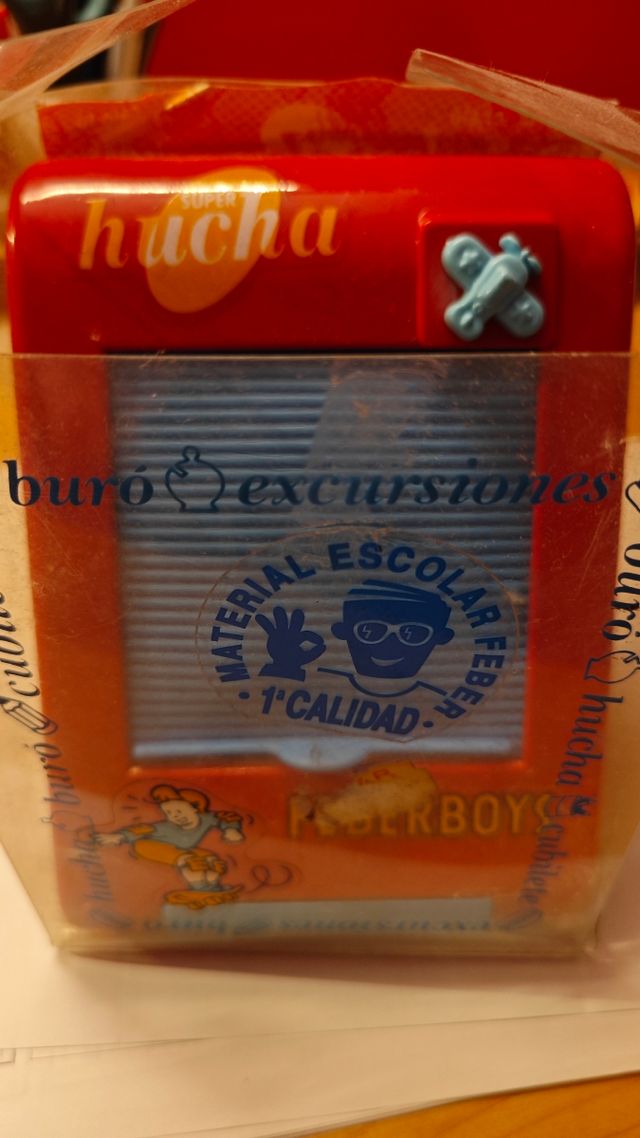 SUPER
hucha
buró excursiones
MATERIAL ESCOLAR FEBER
· 1ª CALIDAD ·
FEBERBOYS
buró
hucha
cubilete
buró
hucha